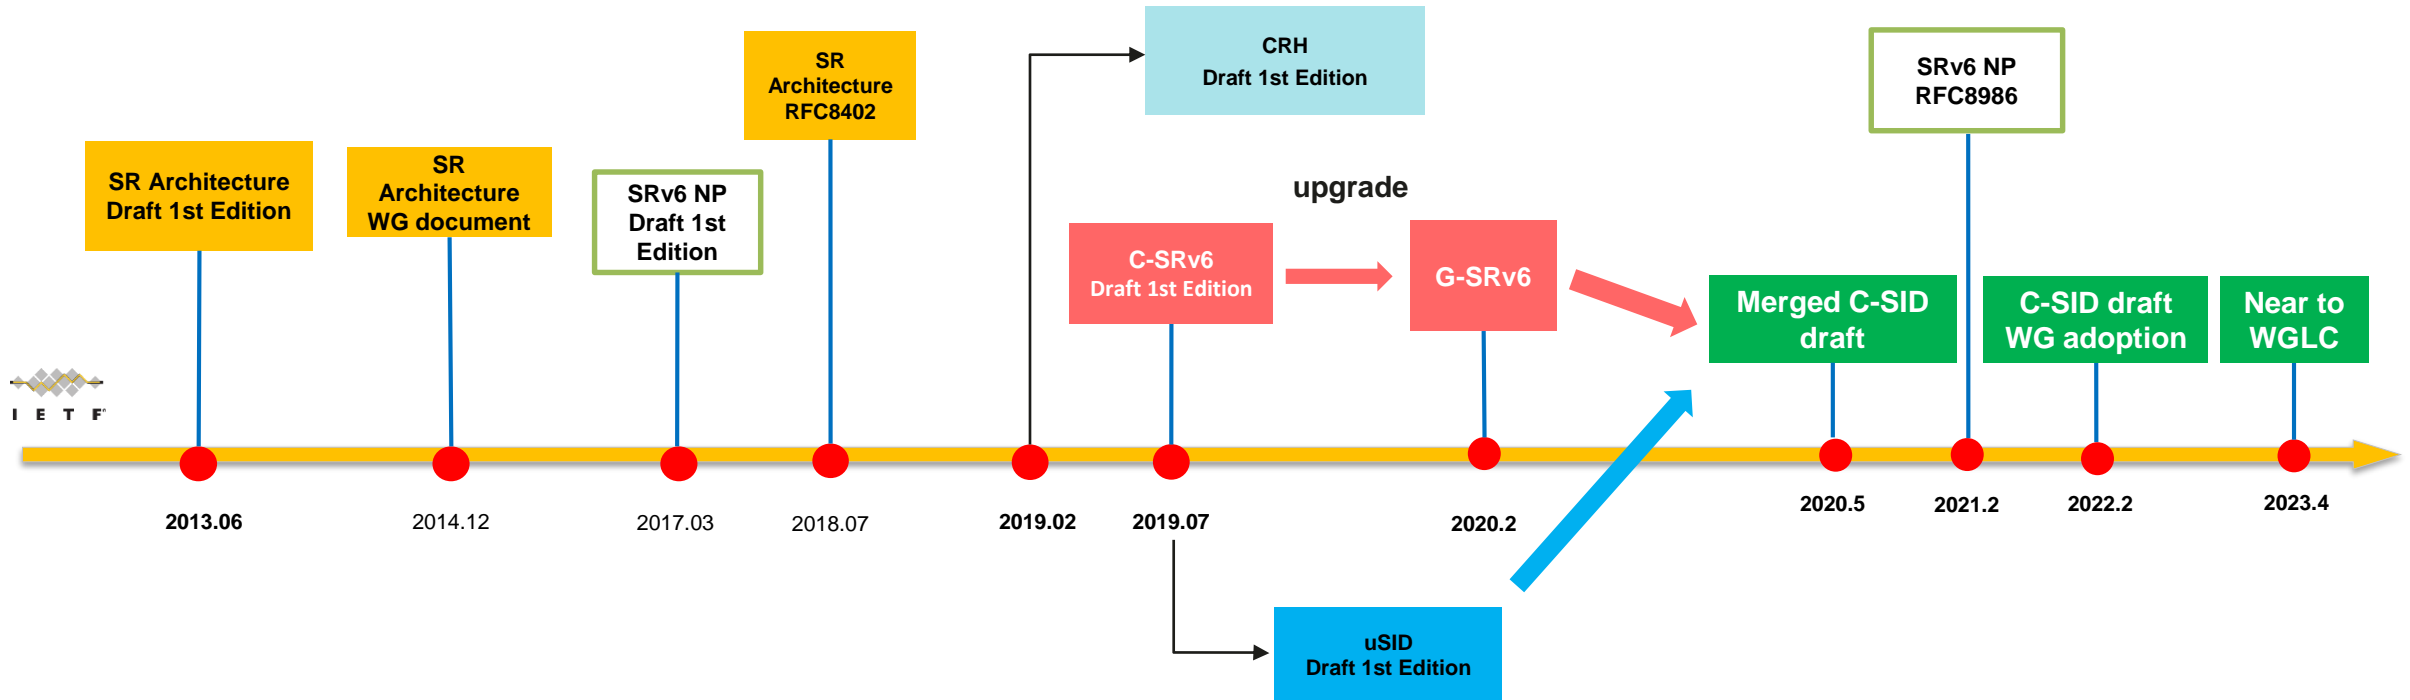 CRH
Draft 1st Edition
SR
Architecture
RFC8402
SRv6 NP
RFC8986
SR Architecture
Draft 1st Edition
SR
Architecture
WG document
SRv6 NP
Draft 1st
Edition
upgrade
C-SRv6
Draft 1st Edition
G-SRv6
Merged C-SID
draft
C-SID draft
WG adoption
Near to
WGLC
I E T F
2013.06
2014.12
2017.03
2018.07
2019.02
2019.07
2020.2
2020.5
2021.2
2022.2
2023.4
uSID
Draft 1st Edition